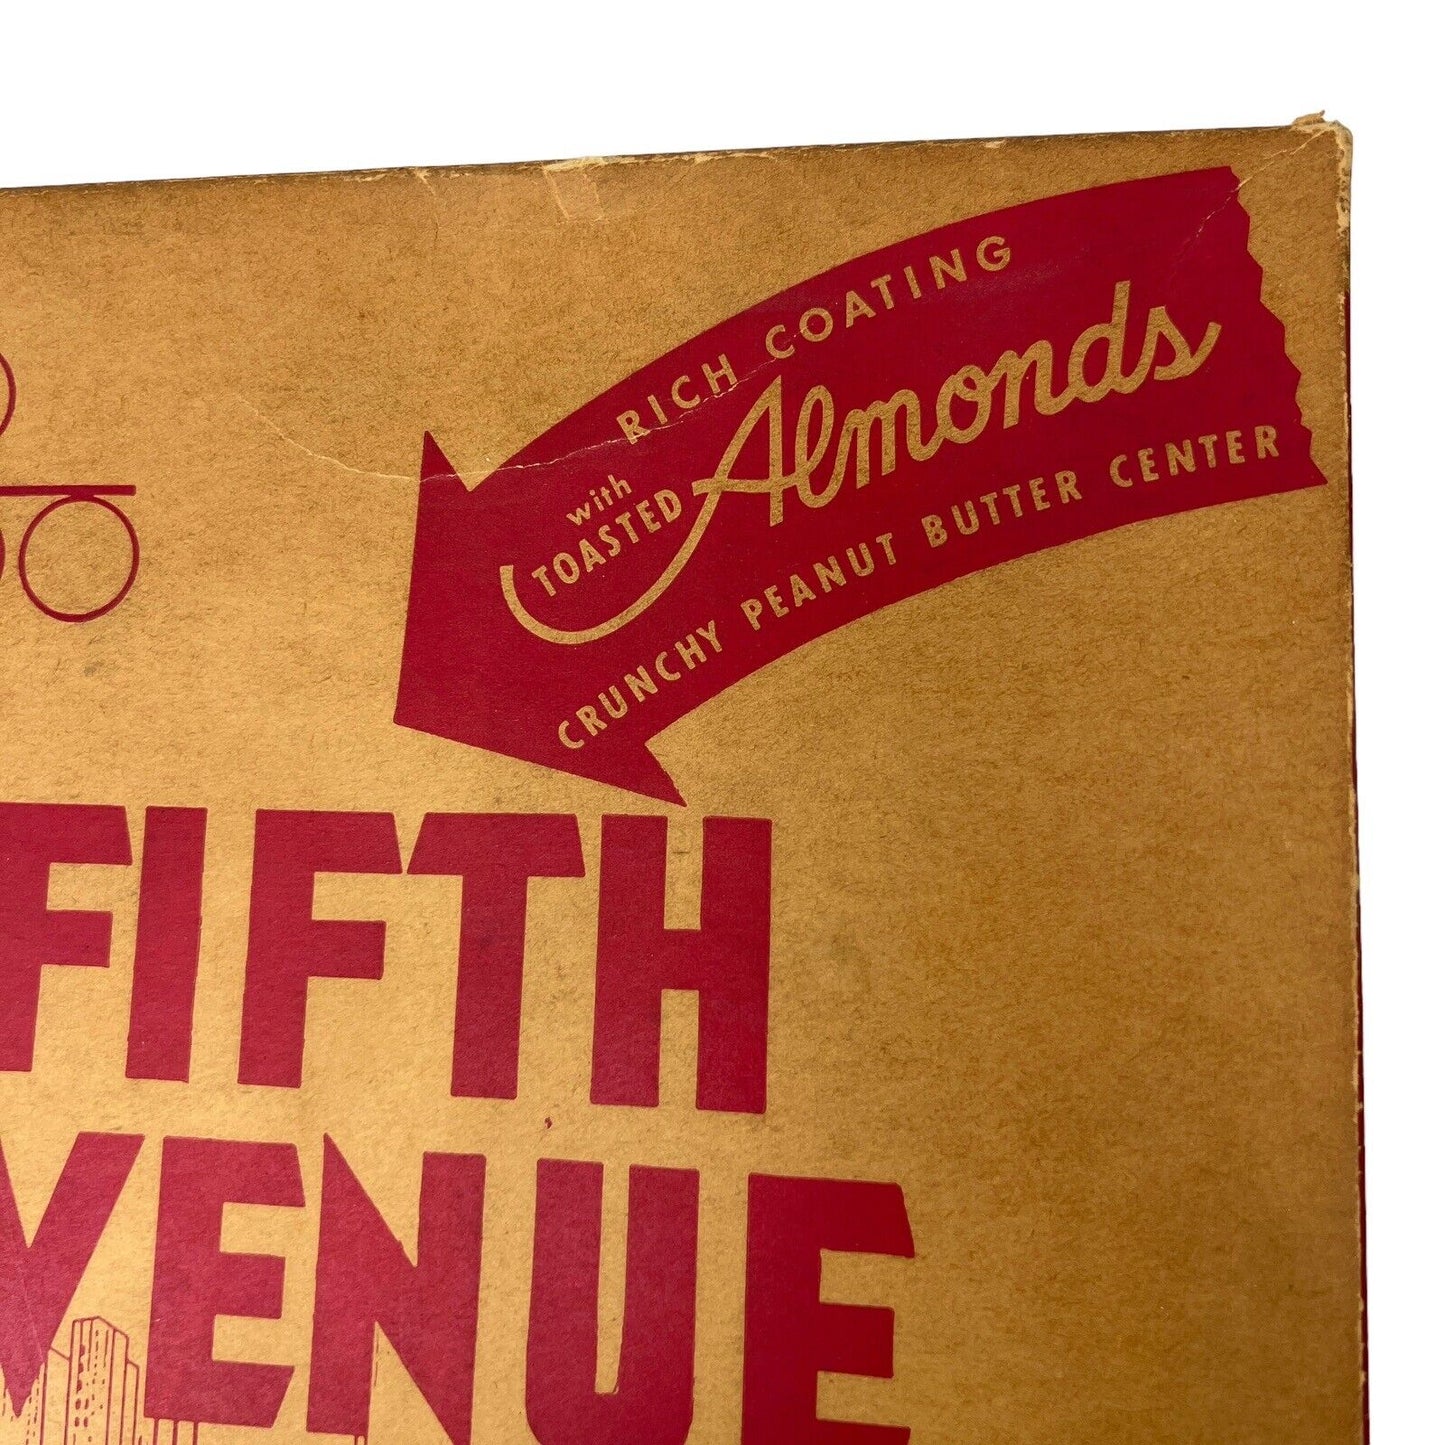 RICH COATING
with
TOASTED Almonds
CRUNCHY PEANUT BUTTER CENTER
FIFTH
VENUE